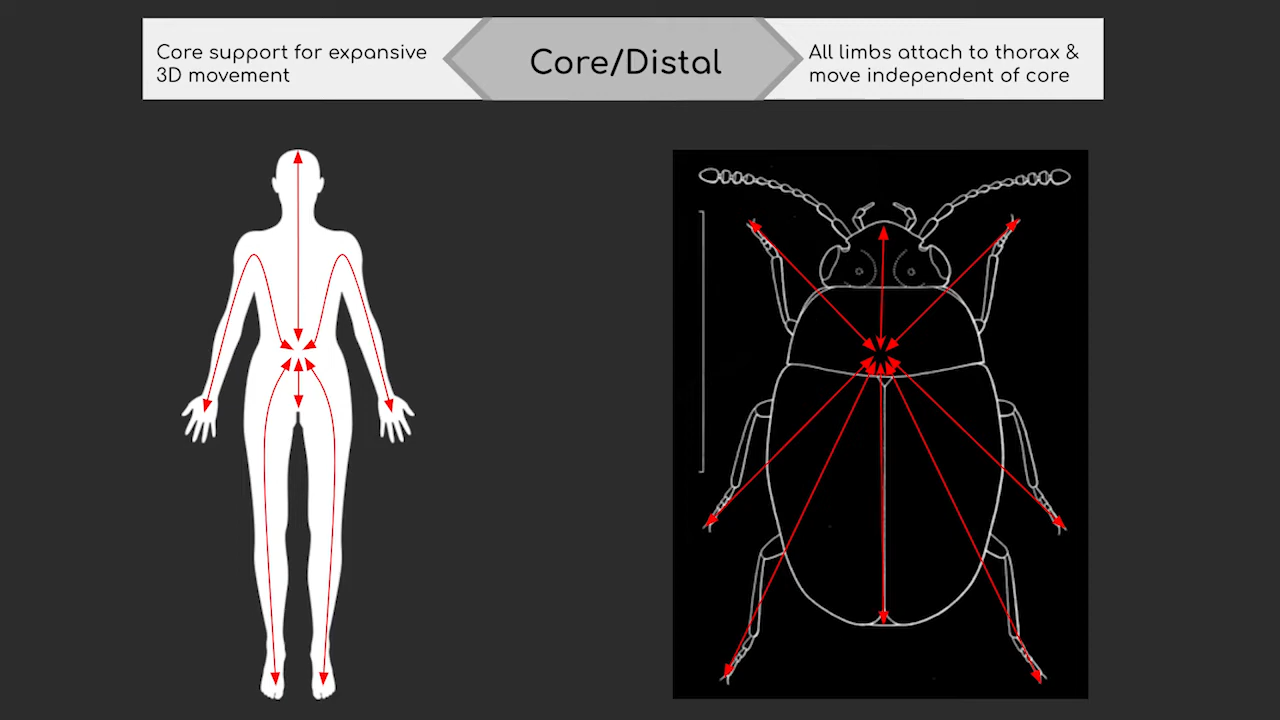 Core support for expansive
3D movement
Core/Distal
All limbs attach to thorax &
move independent of core